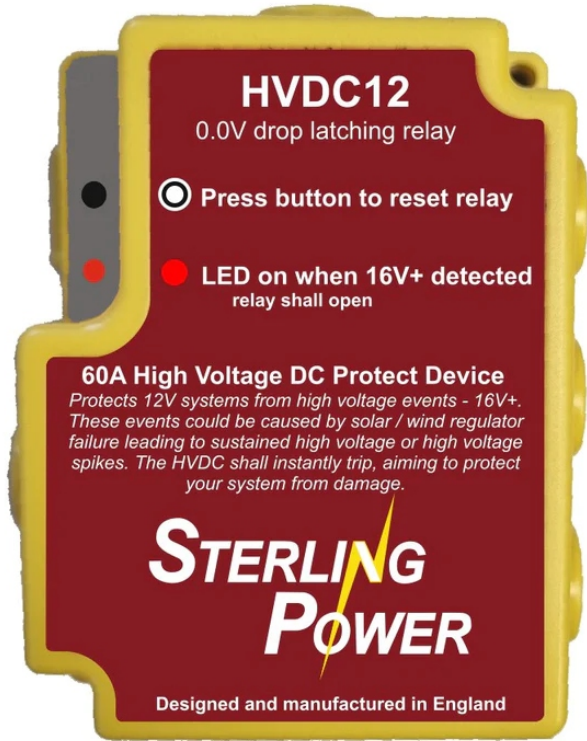 HVDC12
0.0V drop latching relay
Press button to reset relay
LED on when 16V+ detected
relay shall open
60A High Voltage DC Protect Device
Protects 12V systems from high voltage events - 16V+.
These events could be caused by solar / wind regulator
failure leading to sustained high voltage or high voltage
spikes. The HVDC shall instantly trip, aiming to protect
your system from damage.
STERLING
POWER
Designed and manufactured in England